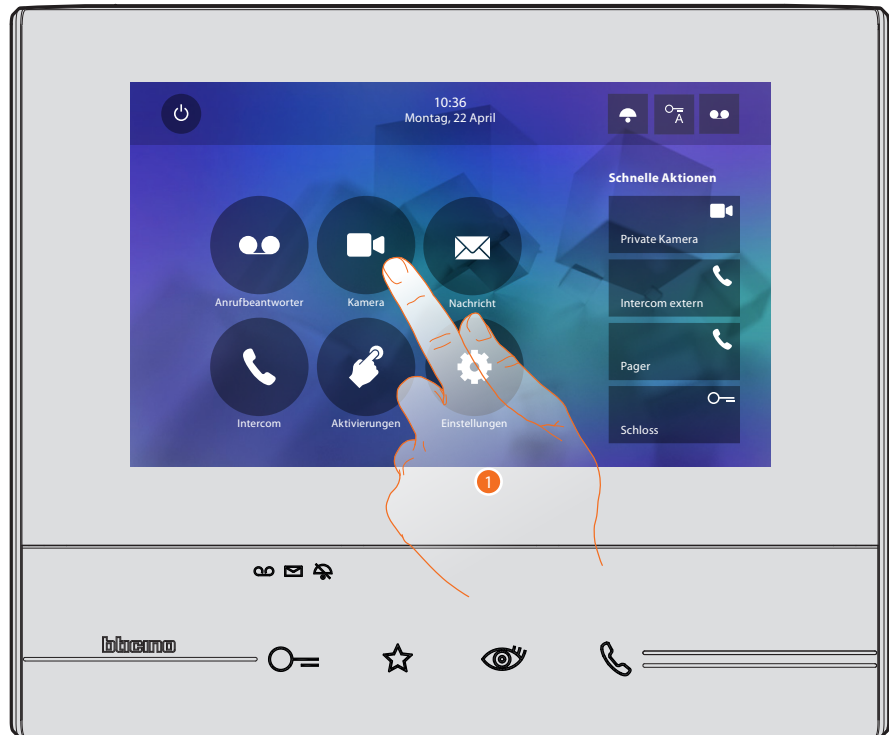 10:36
Montag, 22 April
A
Schnelle Aktionen
Private Kamera
Intercom extern
Pager
Schloss
Anrufbeantworter
Kamera
Nachricht
Intercom
Aktivierungen
Einstellungen
1
bticino